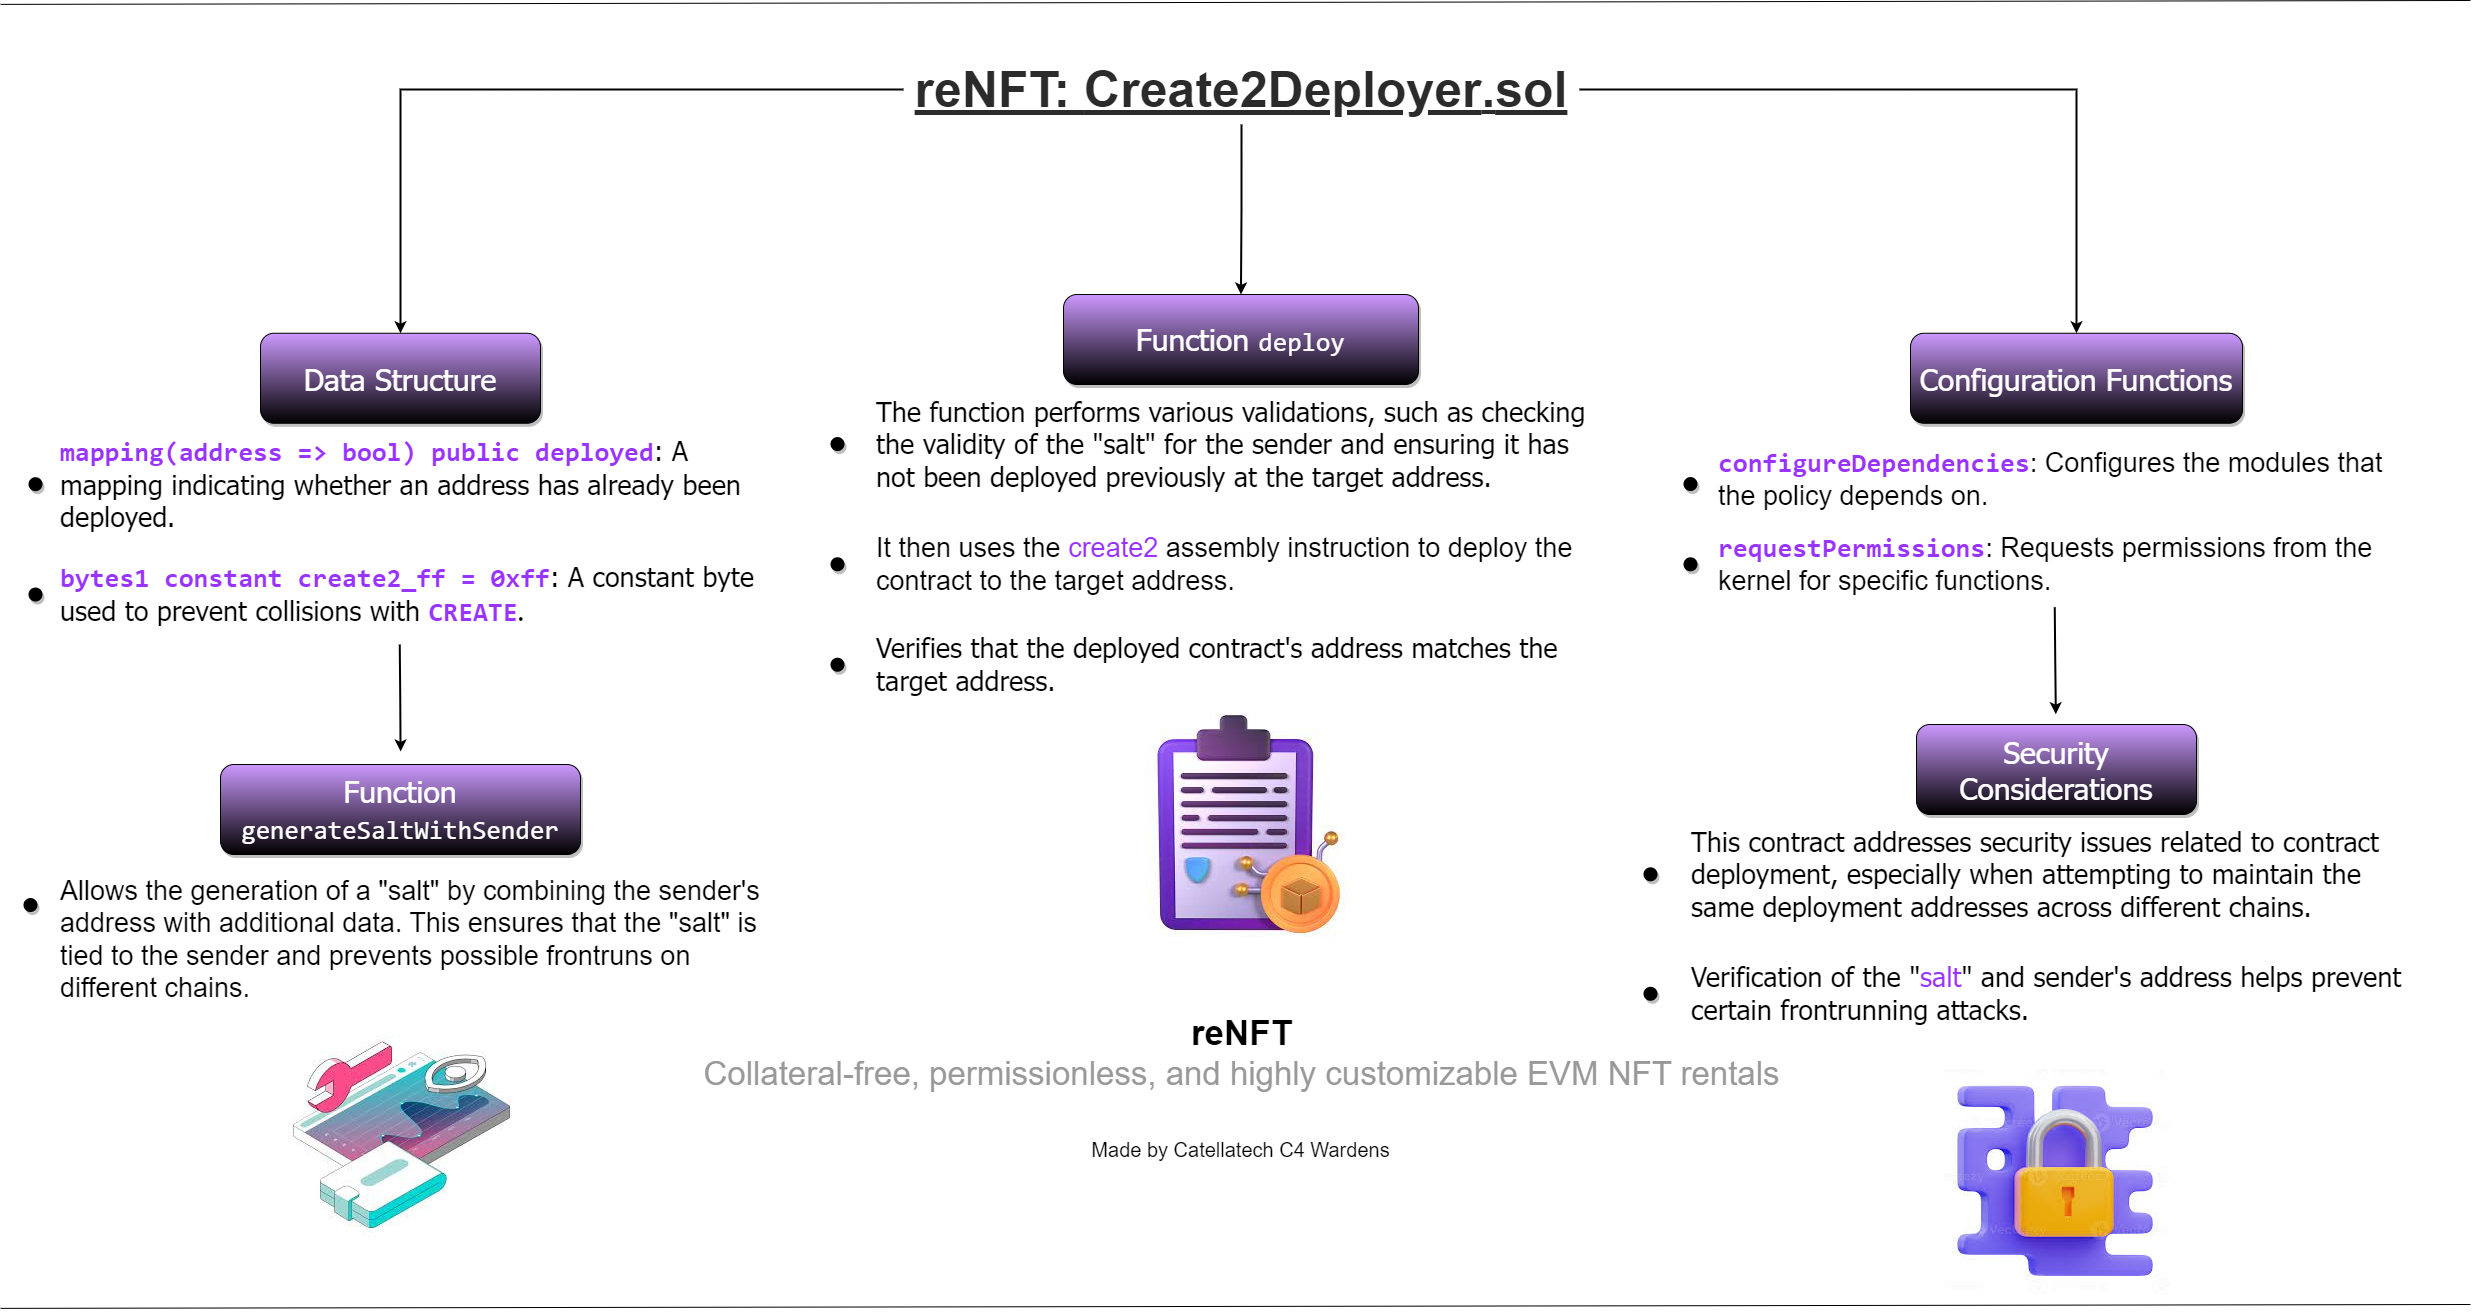 reNFT: Create2Deployer.sol
Data Structure
mapping(address => bool) public deployed: A
mapping indicating whether an address has already been
deployed.
bytes1 constant create2_ff = 0xff: A constant byte
used to prevent collisions with CREATE.
Function
generateSaltWithSender
Allows the generation of a "salt" by combining the sender's
address with additional data. This ensures that the "salt" is
tied to the sender and prevents possible frontruns on
different chains.
Function deploy
The function performs various validations, such as checking
the validity of the "salt" for the sender and ensuring it has
not been deployed previously at the target address.
It then uses the create2 assembly instruction to deploy the
contract to the target address.
Verifies that the deployed contract's address matches the
target address.
Configuration Functions
configureDependencies: Configures the modules that
the policy depends on.
requestPermissions: Requests permissions from the
kernel for specific functions.
Security
Considerations
This contract addresses security issues related to contract
deployment, especially when attempting to maintain the
same deployment addresses across different chains.
Verification of the "salt" and sender's address helps prevent
certain frontrunning attacks.
reNFT
Collateral-free, permissionless, and highly customizable EVM NFT rentals
Made by Catellatech C4 Wardens